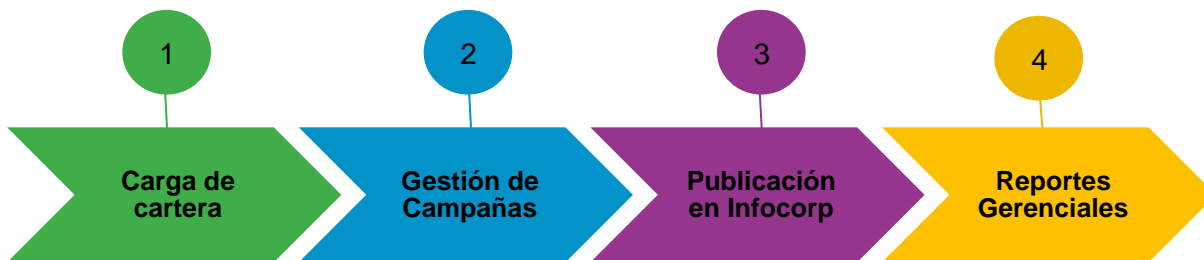 1
2
3
4
Carga de
cartera
Gestión de
Campañas
Publicación
en Infocorp
Reportes
Gerenciales